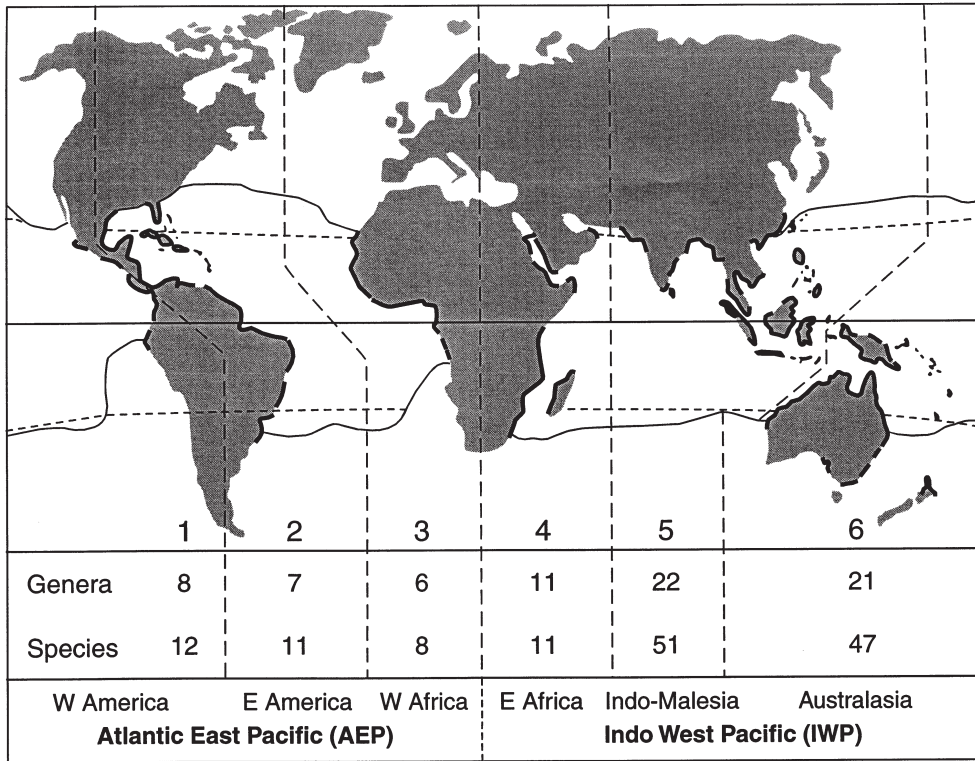 1 2 3 4 5 6
Genera 8 7 6 11 22 21
Species 12 11 8 11 51 47
W America E America W Africa E Africa Indo-Malesia Australasia
Atlantic East Pacific (AEP) Indo West Pacific (IWP)